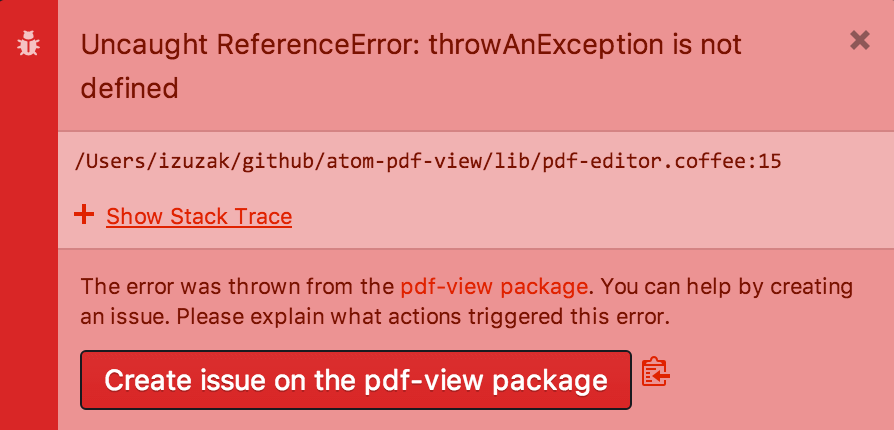 Uncaught ReferenceError: throwAnException is not
defined
/Users/izuzak/github/atom-pdf-view/lib/pdf-editor.coffee:15
Show Stack Trace
The error was thrown from the pdf-view package. You can help by creating
an issue. Please explain what actions triggered this error.
Create issue on the pdf-view package